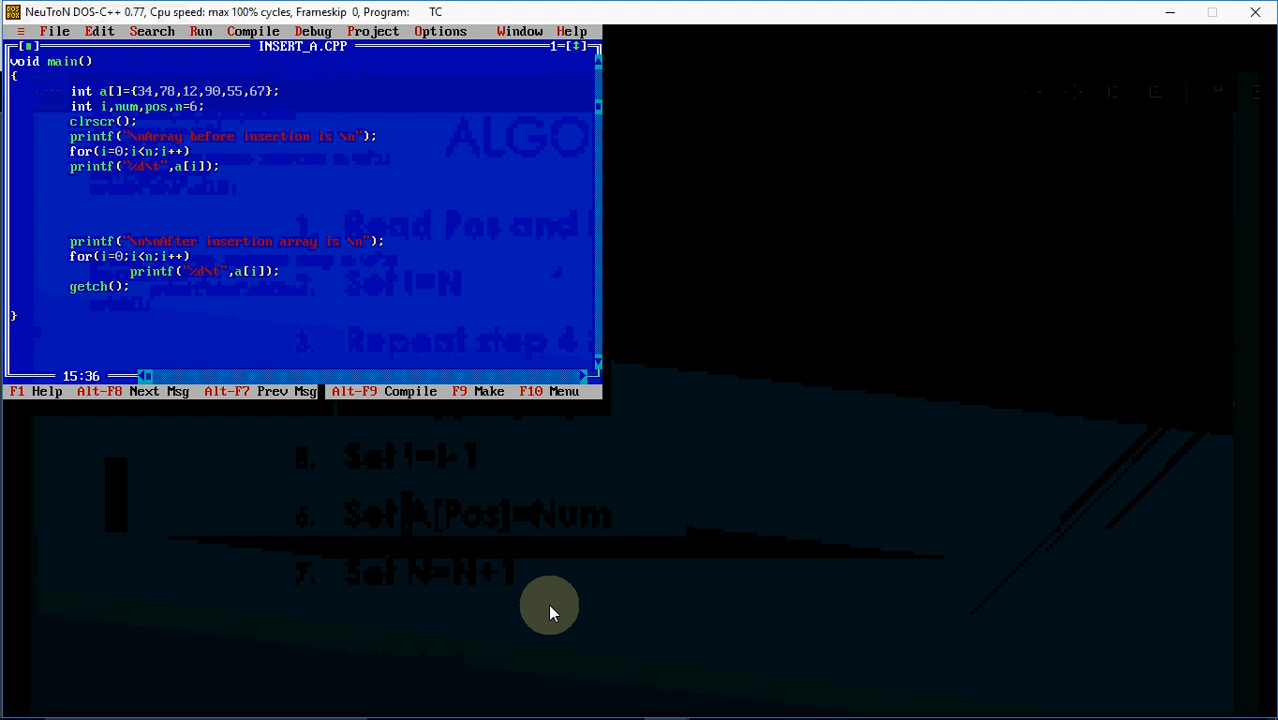 NeuTroN DOS-C++ 0.77, Cpu speed: max 100% cycles, Frameskip 0, Program: TC
≡ File Edit Search Run Compile Debug Project Options Window Help
[■] INSERT_A.CPP 1=[↕]
void main()
{
int a[]={34,78,12,90,55,67};
int i,num,pos,n=6;
clrscr();
printf("\nArray before insertion is \n");
for(i=0;i<n;i++)
printf("%d\t",a[i]);
printf("\n\nAfter insertion array is \n");
for(i=0;i<n;i++)
printf("%d\t",a[i]);
getch();
}
15:36
F1 Help Alt-F8 Next Msg Alt-F7 Prev Msg Alt-F9 Compile F9 Make F10 Menu
ALGO
1. Read Pos and
2. Set I=N
3. Repeat step 4
5. Set I=I-1
6. Set A[Pos]=Num
7. Set N=N+1